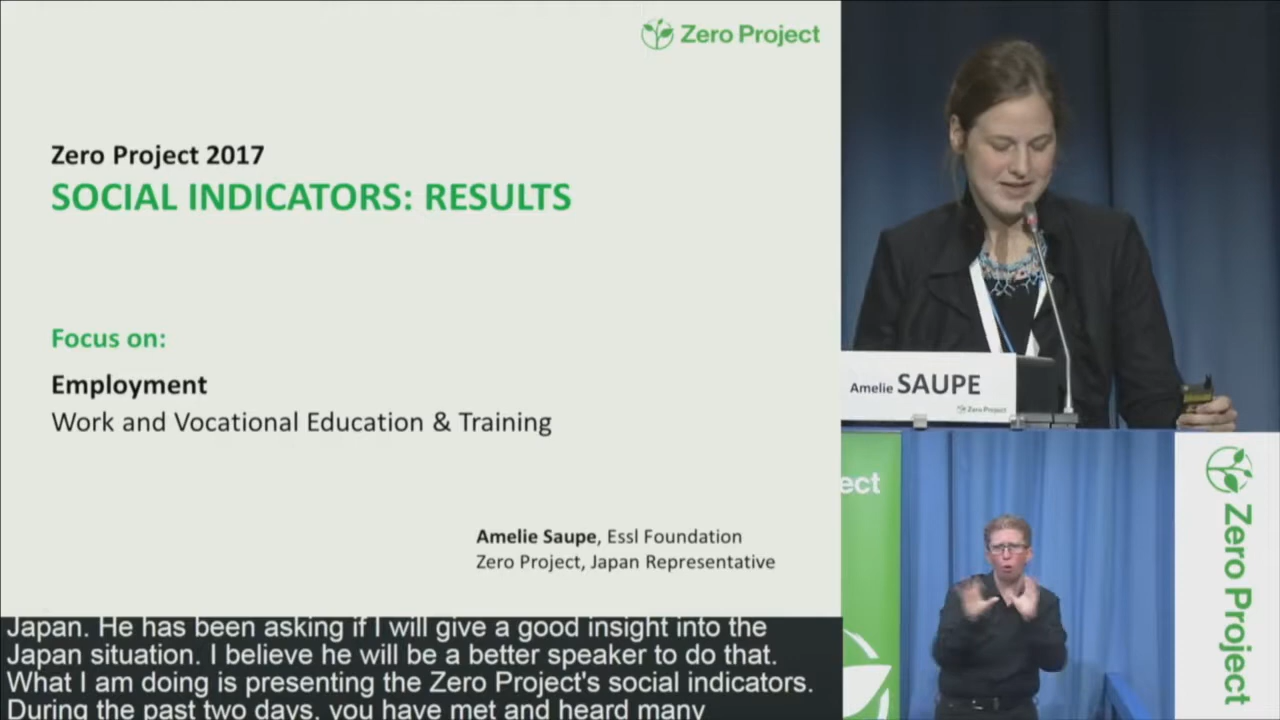 Zero Project
Zero Project 2017
SOCIAL INDICATORS: RESULTS
Focus on:
Employment
Work and Vocational Education & Training
Amelie Saupe, Essl Foundation
Zero Project, Japan Representative
Japan. He has been asking if I will give a good insight into the
Japan situation. I believe he will be a better speaker to do that.
What I am doing is presenting the Zero Project's social indicators.
During the past two days, you have met and heard many
Amelie SAUPE
Zero Project
ect
Zero Project